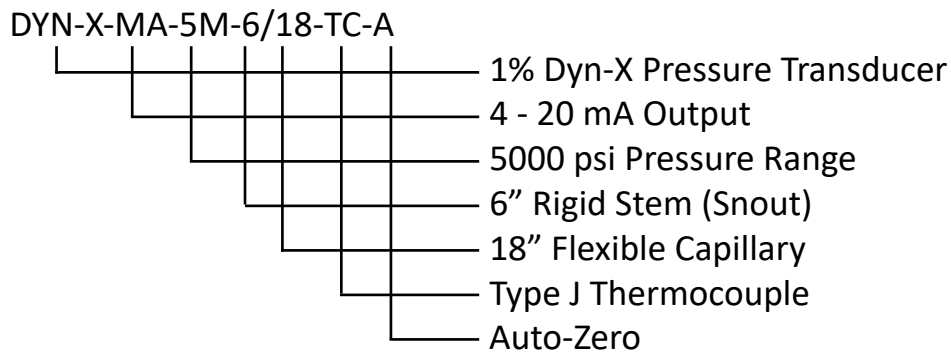 DYN-X-MA-5M-6/18-TC-A
1% Dyn-X Pressure Transducer
4 - 20 mA Output
5000 psi Pressure Range
6” Rigid Stem (Snout)
18” Flexible Capillary
Type J Thermocouple
Auto-Zero